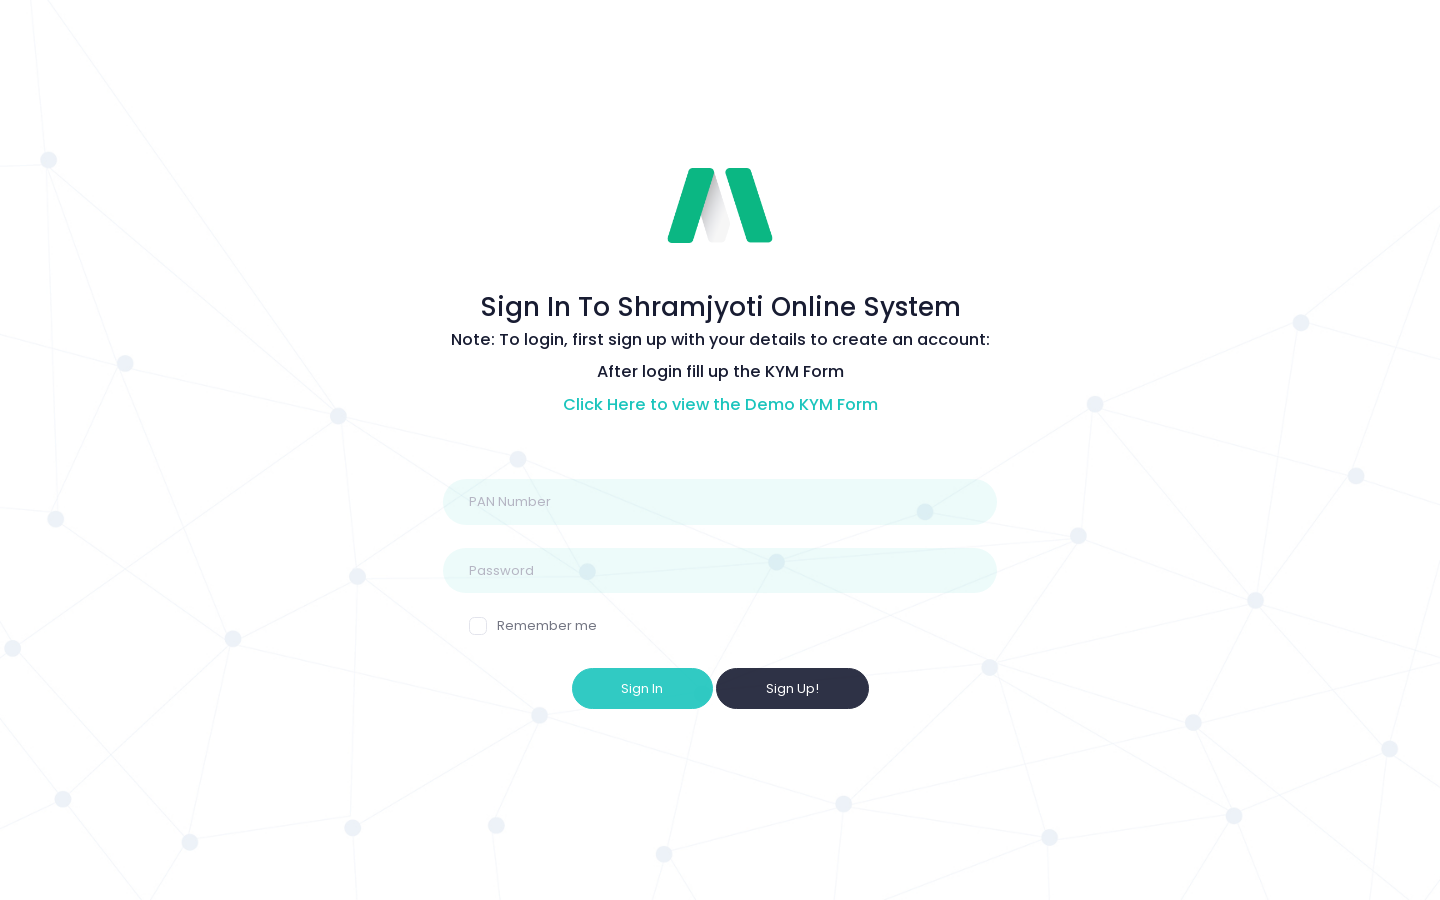 Sign In To Shramjyoti Online System
Note: To login, first sign up with your details to create an account:
After login fill up the KYM Form
Click Here to view the Demo KYM Form
PAN Number
Password
Remember me
Sign In
Sign Up!